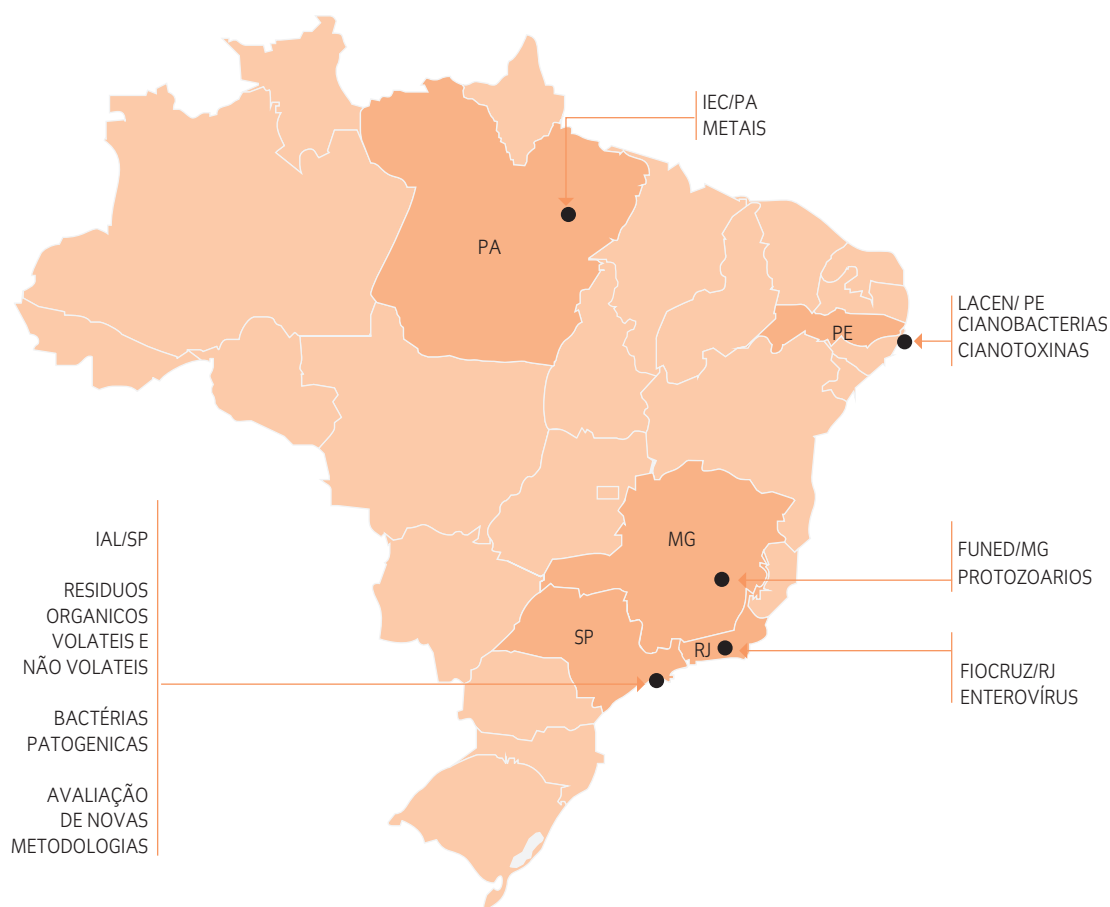 IEC/PA
METAIS
PA
LACEN/ PE
CIANOBACTERIAS
CIANOTOXINAS
PE
IAL/SP
RESIDUOS
ORGANICOS
VOLATEIS E
NÃO VOLATEIS
BACTÉRIAS
PATOGENICAS
AVALIAÇÃO
DE NOVAS
METODOLOGIAS
MG
FUNED/MG
PROTOZOARIOS
SP
RJ
FIOCRUZ/RJ
ENTEROVÍRUS